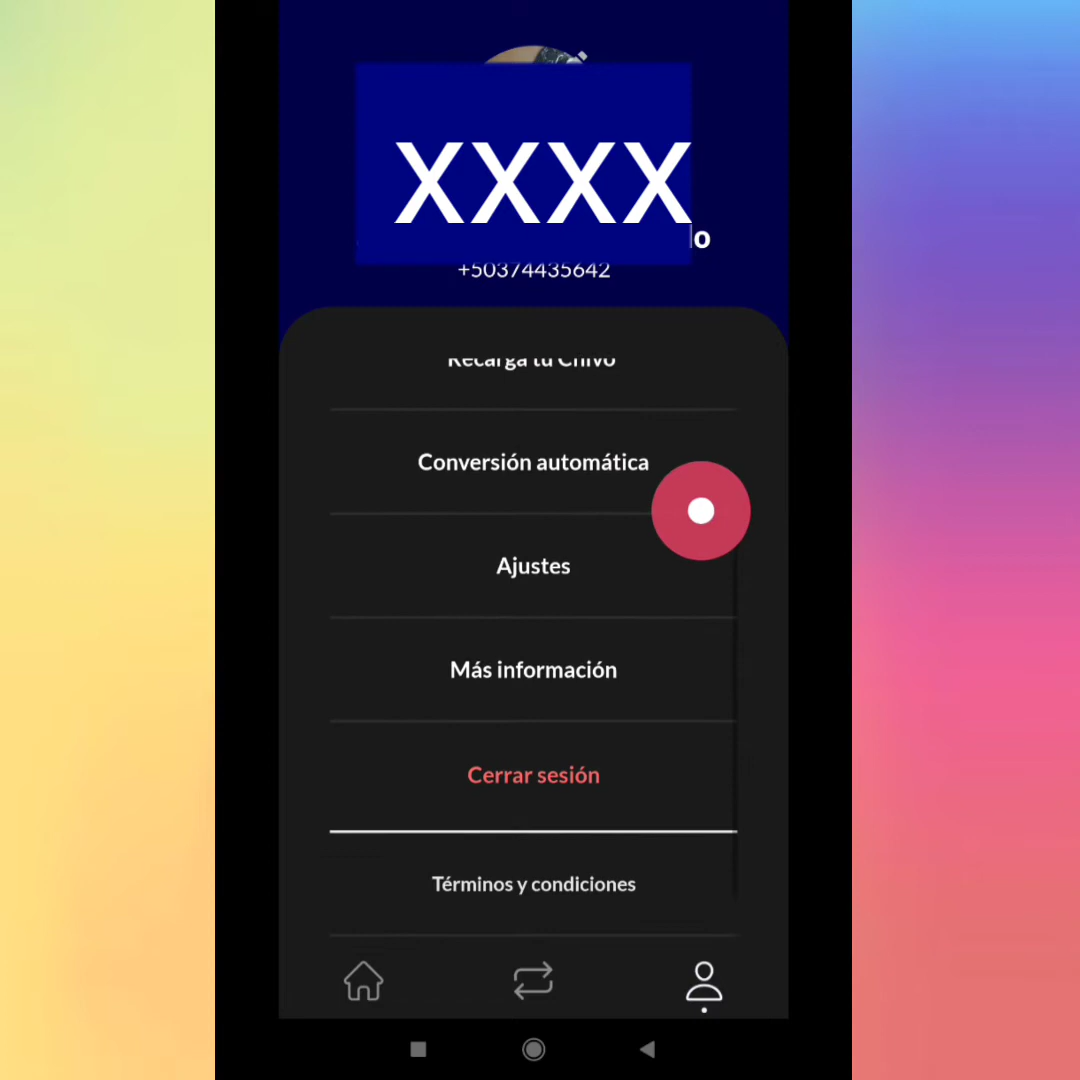 XXXX
o
+50374435642
Recarga tu Chivo
Conversión automática
Ajustes
Más información
Cerrar sesión
Términos y condiciones